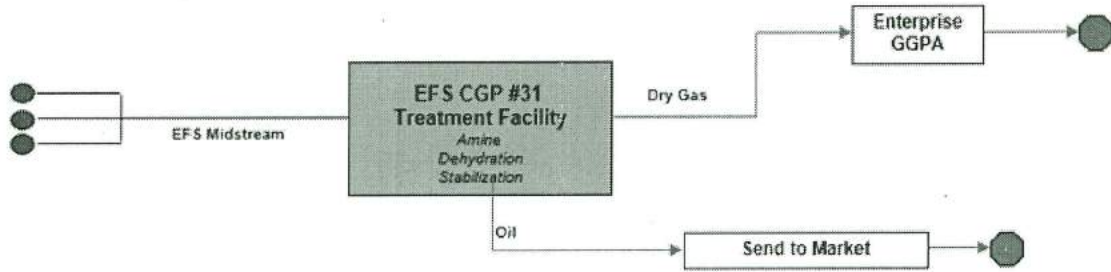 Enterprise
GGPA
EFS CGP #31
Treatment Facility
Amine
Dehydration
Stabilization
Dry Gas
EFS Midstream
Oil
Send to Market